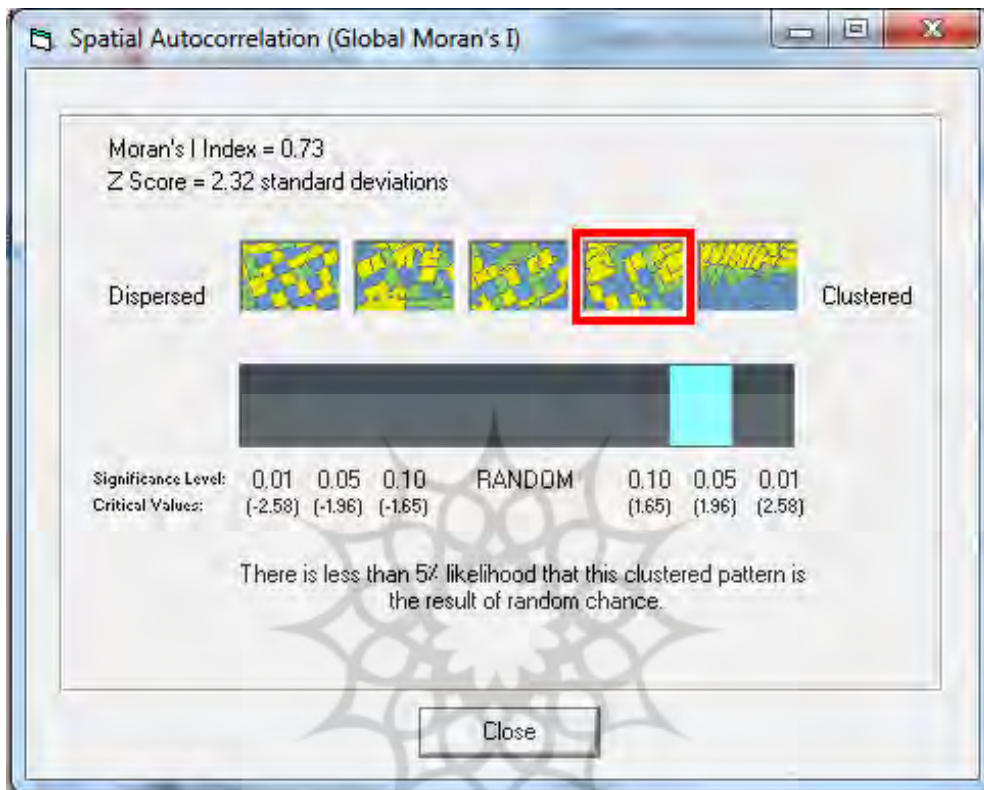 Spatial Autocorrelation (Global Moran's I)
Moran's I Index = 0.73
Z Score = 2.32 standard deviations
Dispersed
Clustered
Significance Level: 0.01 0.05 0.10 RANDOM 0.10 0.05 0.01
Critical Values: (-2.58) (-1.96) (-1.65) (1.65) (1.96) (2.58)
There is less than 5% likelihood that this clustered pattern is
the result of random chance.
Close